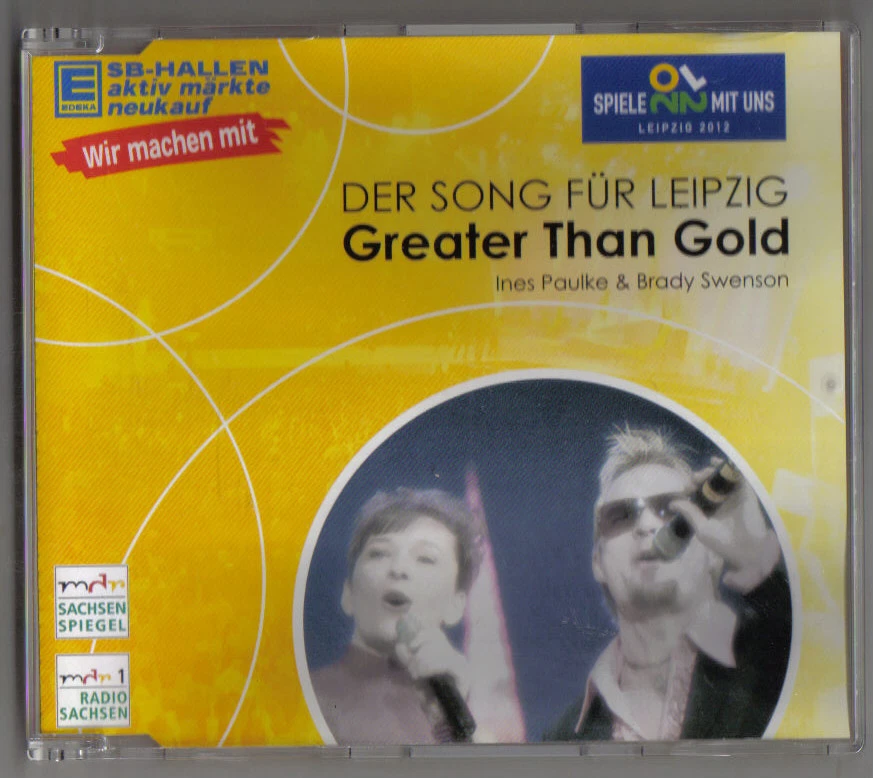 E
EDEKA
SB-HALLEN
aktiv märkte
neukauf
Wir machen mit
SPIELE 2012 MIT UNS
LEIPZIG 2012
DER SONG FÜR LEIPZIG
Greater Than Gold
Ines Paulke & Brady Swenson
mdr
SACHSEN
SPIEGEL
mdr 1
RADIO
SACHSEN